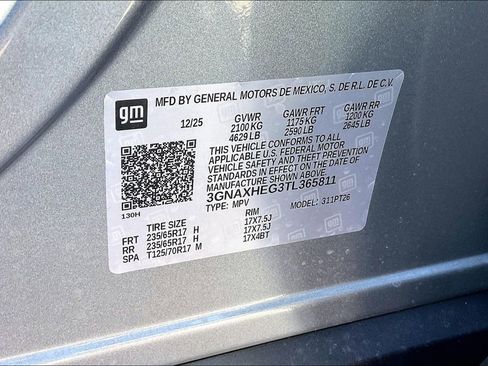 gm
MFD BY GENERAL MOTORS DE MEXICO, S. DE R.L. DE C.V.
12/25 GVWR GAWR FRT GAWR RR
2100 KG 1175 KG 1200 KG
4629 LB 2590 LB 2645 LB
THIS VEHICLE CONFORMS TO ALL
APPLICABLE U.S. FEDERAL MOTOR
VEHICLE SAFETY STANDARDS IN
EFFECT ON THE DATE OF
MANUFACTURE SHOWN ABOVE.
3GNAXHEG3TL365811
TYPE: MPV MODEL: 311PT26
130H
TIRE SIZE RIM
FRT 235/65R17 H 17X7.5J
RR 235/65R17 H 17X7.5J
SPA T125/70R17 M 17X4BT